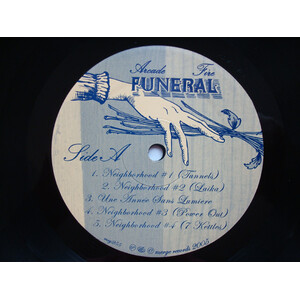 Arcade Fire
FUNERAL
Side A
1. Neighborhood #1 (Tunnels)
2. Neighborhood #2 (Laika)
3. Une Année Sans Lumiere
4. Neighborhood #3 (Power Out)
5. Neighborhood #4 (7 Kettles)
℗ & © merge records 2005